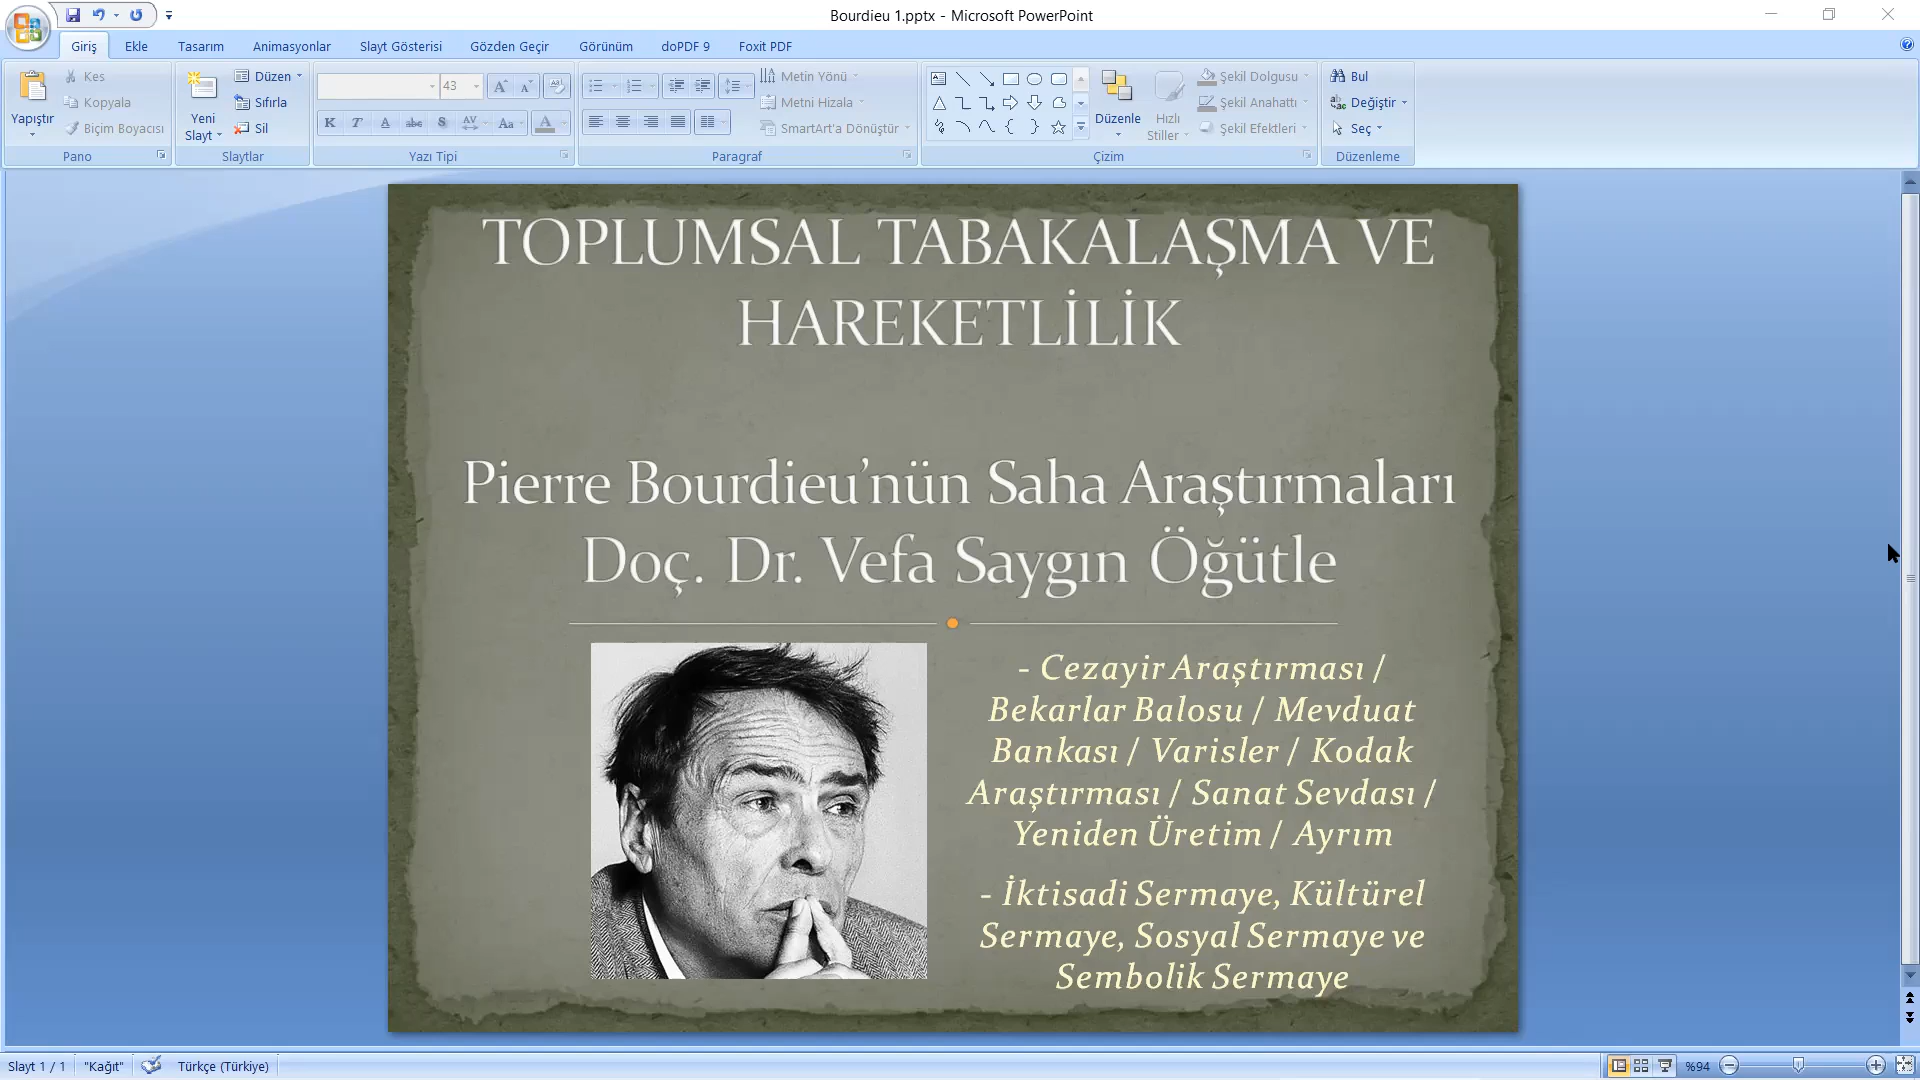 Bourdieu 1.pptx - Microsoft PowerPoint
Giriş Ekle Tasarım Animasyonlar Slayt Gösterisi Gözden Geçir Görünüm doPDF 9 Foxit PDF
Yapıştır
Kes
Kopyala
Biçim Boyacısı
Pano
Yeni
Slayt
Düzen
Sıfırla
Sil
Slaytlar
43
K T A abc S AV Aa A
Yazı Tipi
Metin Yönü
Metni Hizala
SmartArt'a Dönüştür
Paragraf
Düzenle
Hızlı
Stiller
Şekil Dolgusu
Şekil Anahattı
Şekil Efektleri
Çizim
Bul
Değiştir
Seç
Düzenleme
TOPLUMSAL TABAKALAŞMA VE
HAREKETLİLİK
Pierre Bourdieu’nün Saha Araştırmaları
Doç. Dr. Vefa Saygın Öğütle
- Cezayir Araştırması /
Bekarlar Balosu / Mevduat
Bankası / Varisler / Kodak
Araştırması / Sanat Sevdası /
Yeniden Üretim / Ayrım
- İktisadi Sermaye, Kültürel
Sermaye, Sosyal Sermaye ve
Sembolik Sermaye
Slayt 1 / 1 "Kağıt" Türkçe (Türkiye) %94